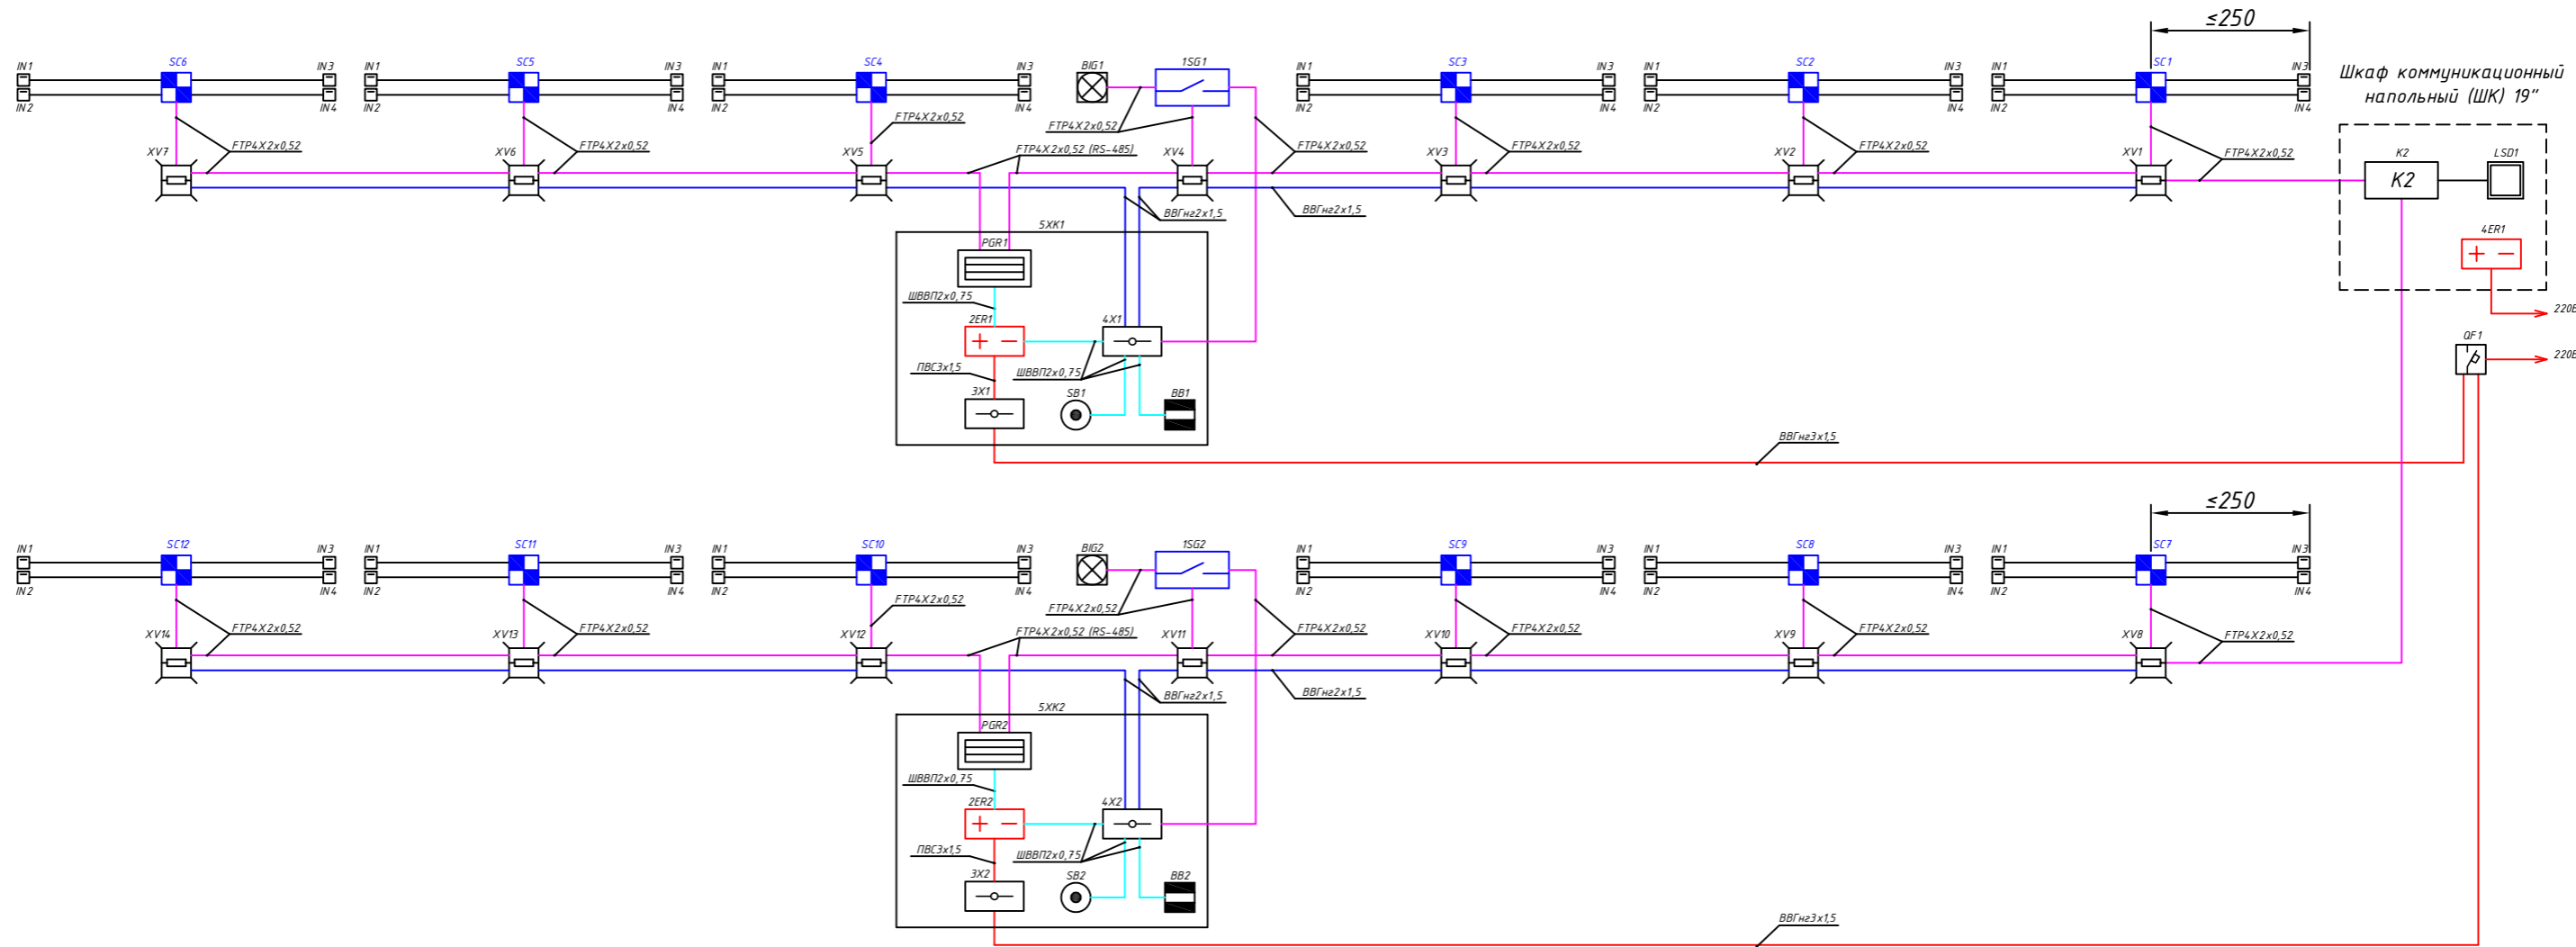 ≤250
SC6
SC5
SC4
BIG1
1SG1
SC3
SC2
SC1
Шкаф коммуникационный
напольный (ШК) 19"
IN1
IN3
IN1
IN3
IN1
IN3
IN1
IN3
IN1
IN3
IN1
IN3
IN2
IN4
IN2
IN4
IN2
IN4
IN2
IN4
IN2
IN4
IN2
IN4
FTP4X2x0,52
FTP4X2x0,52
XV7
FTP4X2x0,52
XV6
FTP4X2x0,52
XV5
FTP4X2x0,52 (RS-485)
XV4
FTP4X2x0,52
XV3
FTP4X2x0,52
XV2
FTP4X2x0,52
XV1
FTP4X2x0,52
K2
LSD1
K2
ВВГнг2х1,5
ВВГнг2х1,5
5XK1
4ER1
PGR1
ШВВП2х0,75
220В
2ER1
4X1
QF1
220В
ПВС3х1,5
ШВВП2х0,75
3X1
SB1
BB1
ВВГнг3х1,5
≤250
SC12
SC11
SC10
BIG2
1SG2
SC9
SC8
SC7
IN1
IN3
IN1
IN3
IN1
IN3
IN1
IN3
IN1
IN3
IN1
IN3
IN2
IN4
IN2
IN4
IN2
IN4
IN2
IN4
IN2
IN4
IN2
IN4
FTP4X2x0,52
FTP4X2x0,52
XV14
FTP4X2x0,52
XV13
FTP4X2x0,52
XV12
FTP4X2x0,52 (RS-485)
XV11
FTP4X2x0,52
XV10
FTP4X2x0,52
XV9
FTP4X2x0,52
XV8
FTP4X2x0,52
ВВГнг2х1,5
ВВГнг2х1,5
5XK2
PGR2
ШВВП2х0,75
2ER2
4X2
ПВС3х1,5
ШВВП2х0,75
3X2
SB2
BB2
ВВГнг3х1,5